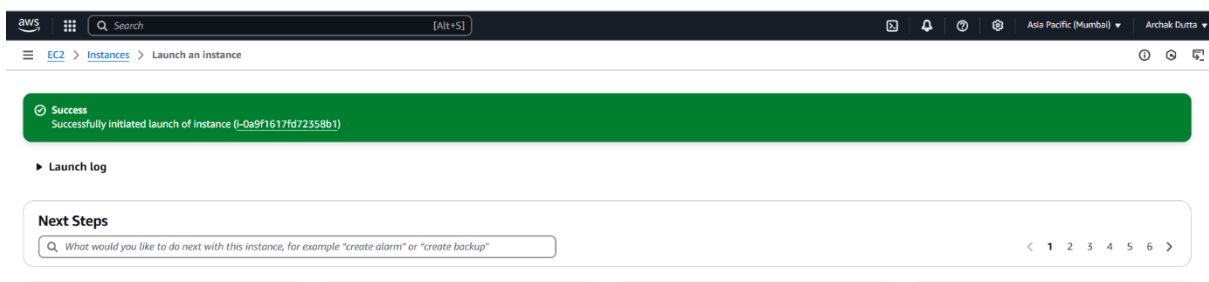 aws
Search [Alt+S]
Asia Pacific (Mumbai) Archak Dutta
EC2 > Instances > Launch an instance
Success
Successfully initiated launch of instance (i-0a9f1617fd72358b1)
Launch log
Next Steps
What would you like to do next with this instance, for example "create alarm" or "create backup"
< 1 2 3 4 5 6 >